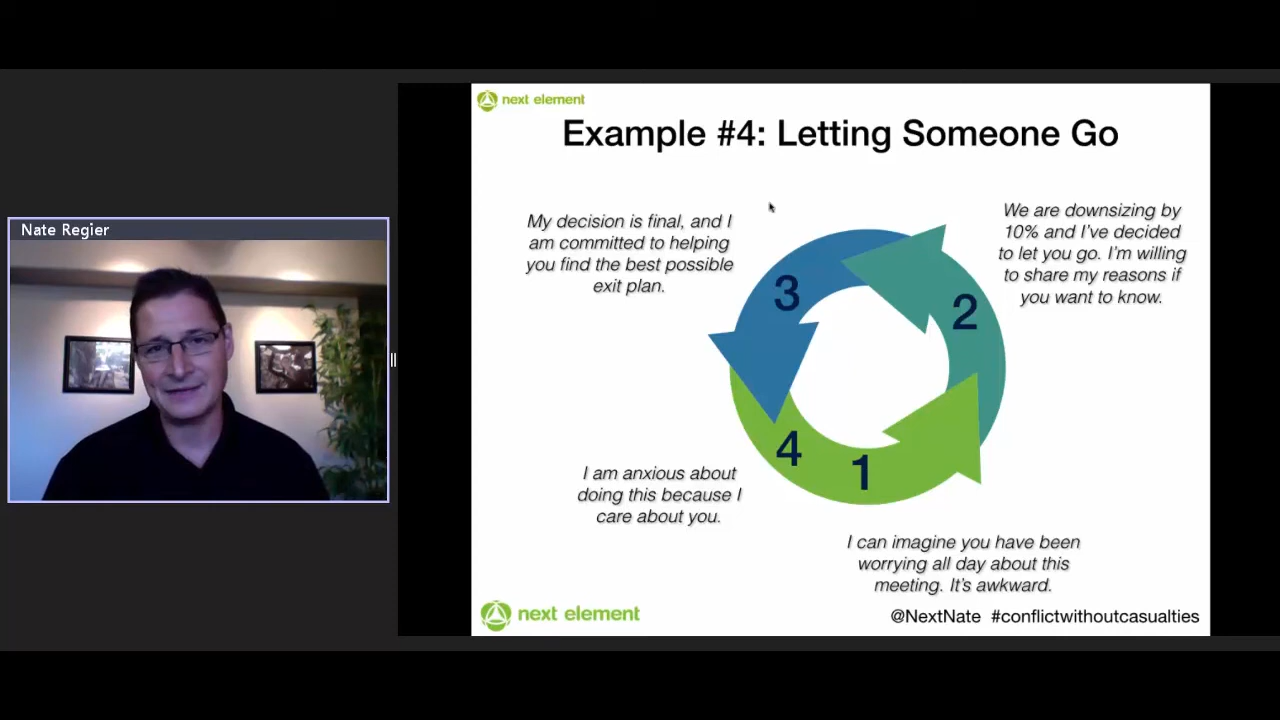 Nate Regier
next element
Example #4: Letting Someone Go
My decision is final, and I
am committed to helping
you find the best possible
exit plan.
We are downsizing by
10% and I've decided
to let you go. I'm willing
to share my reasons if
you want to know.
3
2
4
1
I am anxious about
doing this because I
care about you.
I can imagine you have been
worrying all day about this
meeting. It's awkward.
next element
@NextNate #conflictwithoutcasualties